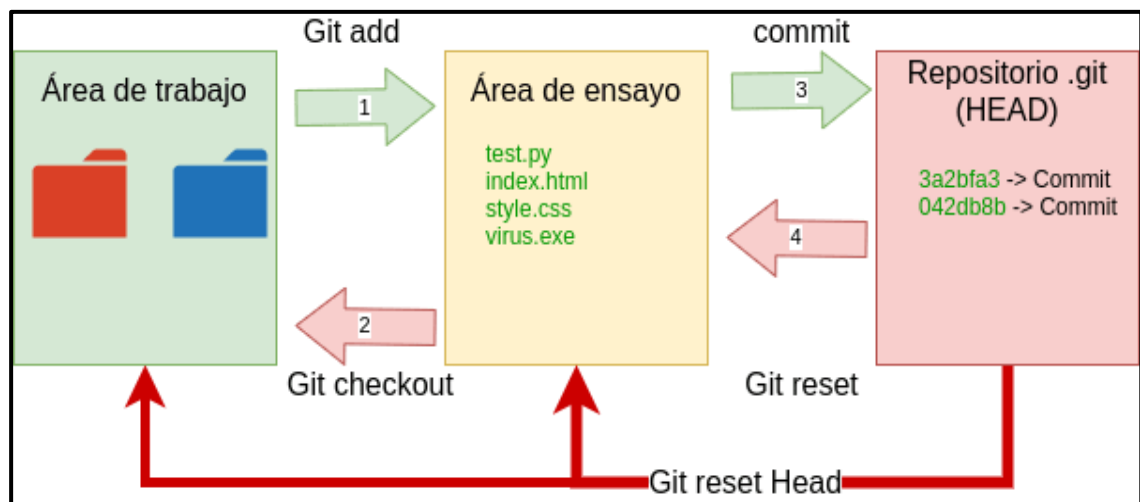 Git add
commit
Área de trabajo
1
Área de ensayo
3
Repositorio .git
(HEAD)
test.py
index.html
style.css
virus.exe
3a2bfa3 -> Commit
042db8b -> Commit
4
2
Git checkout
Git reset
Git reset Head